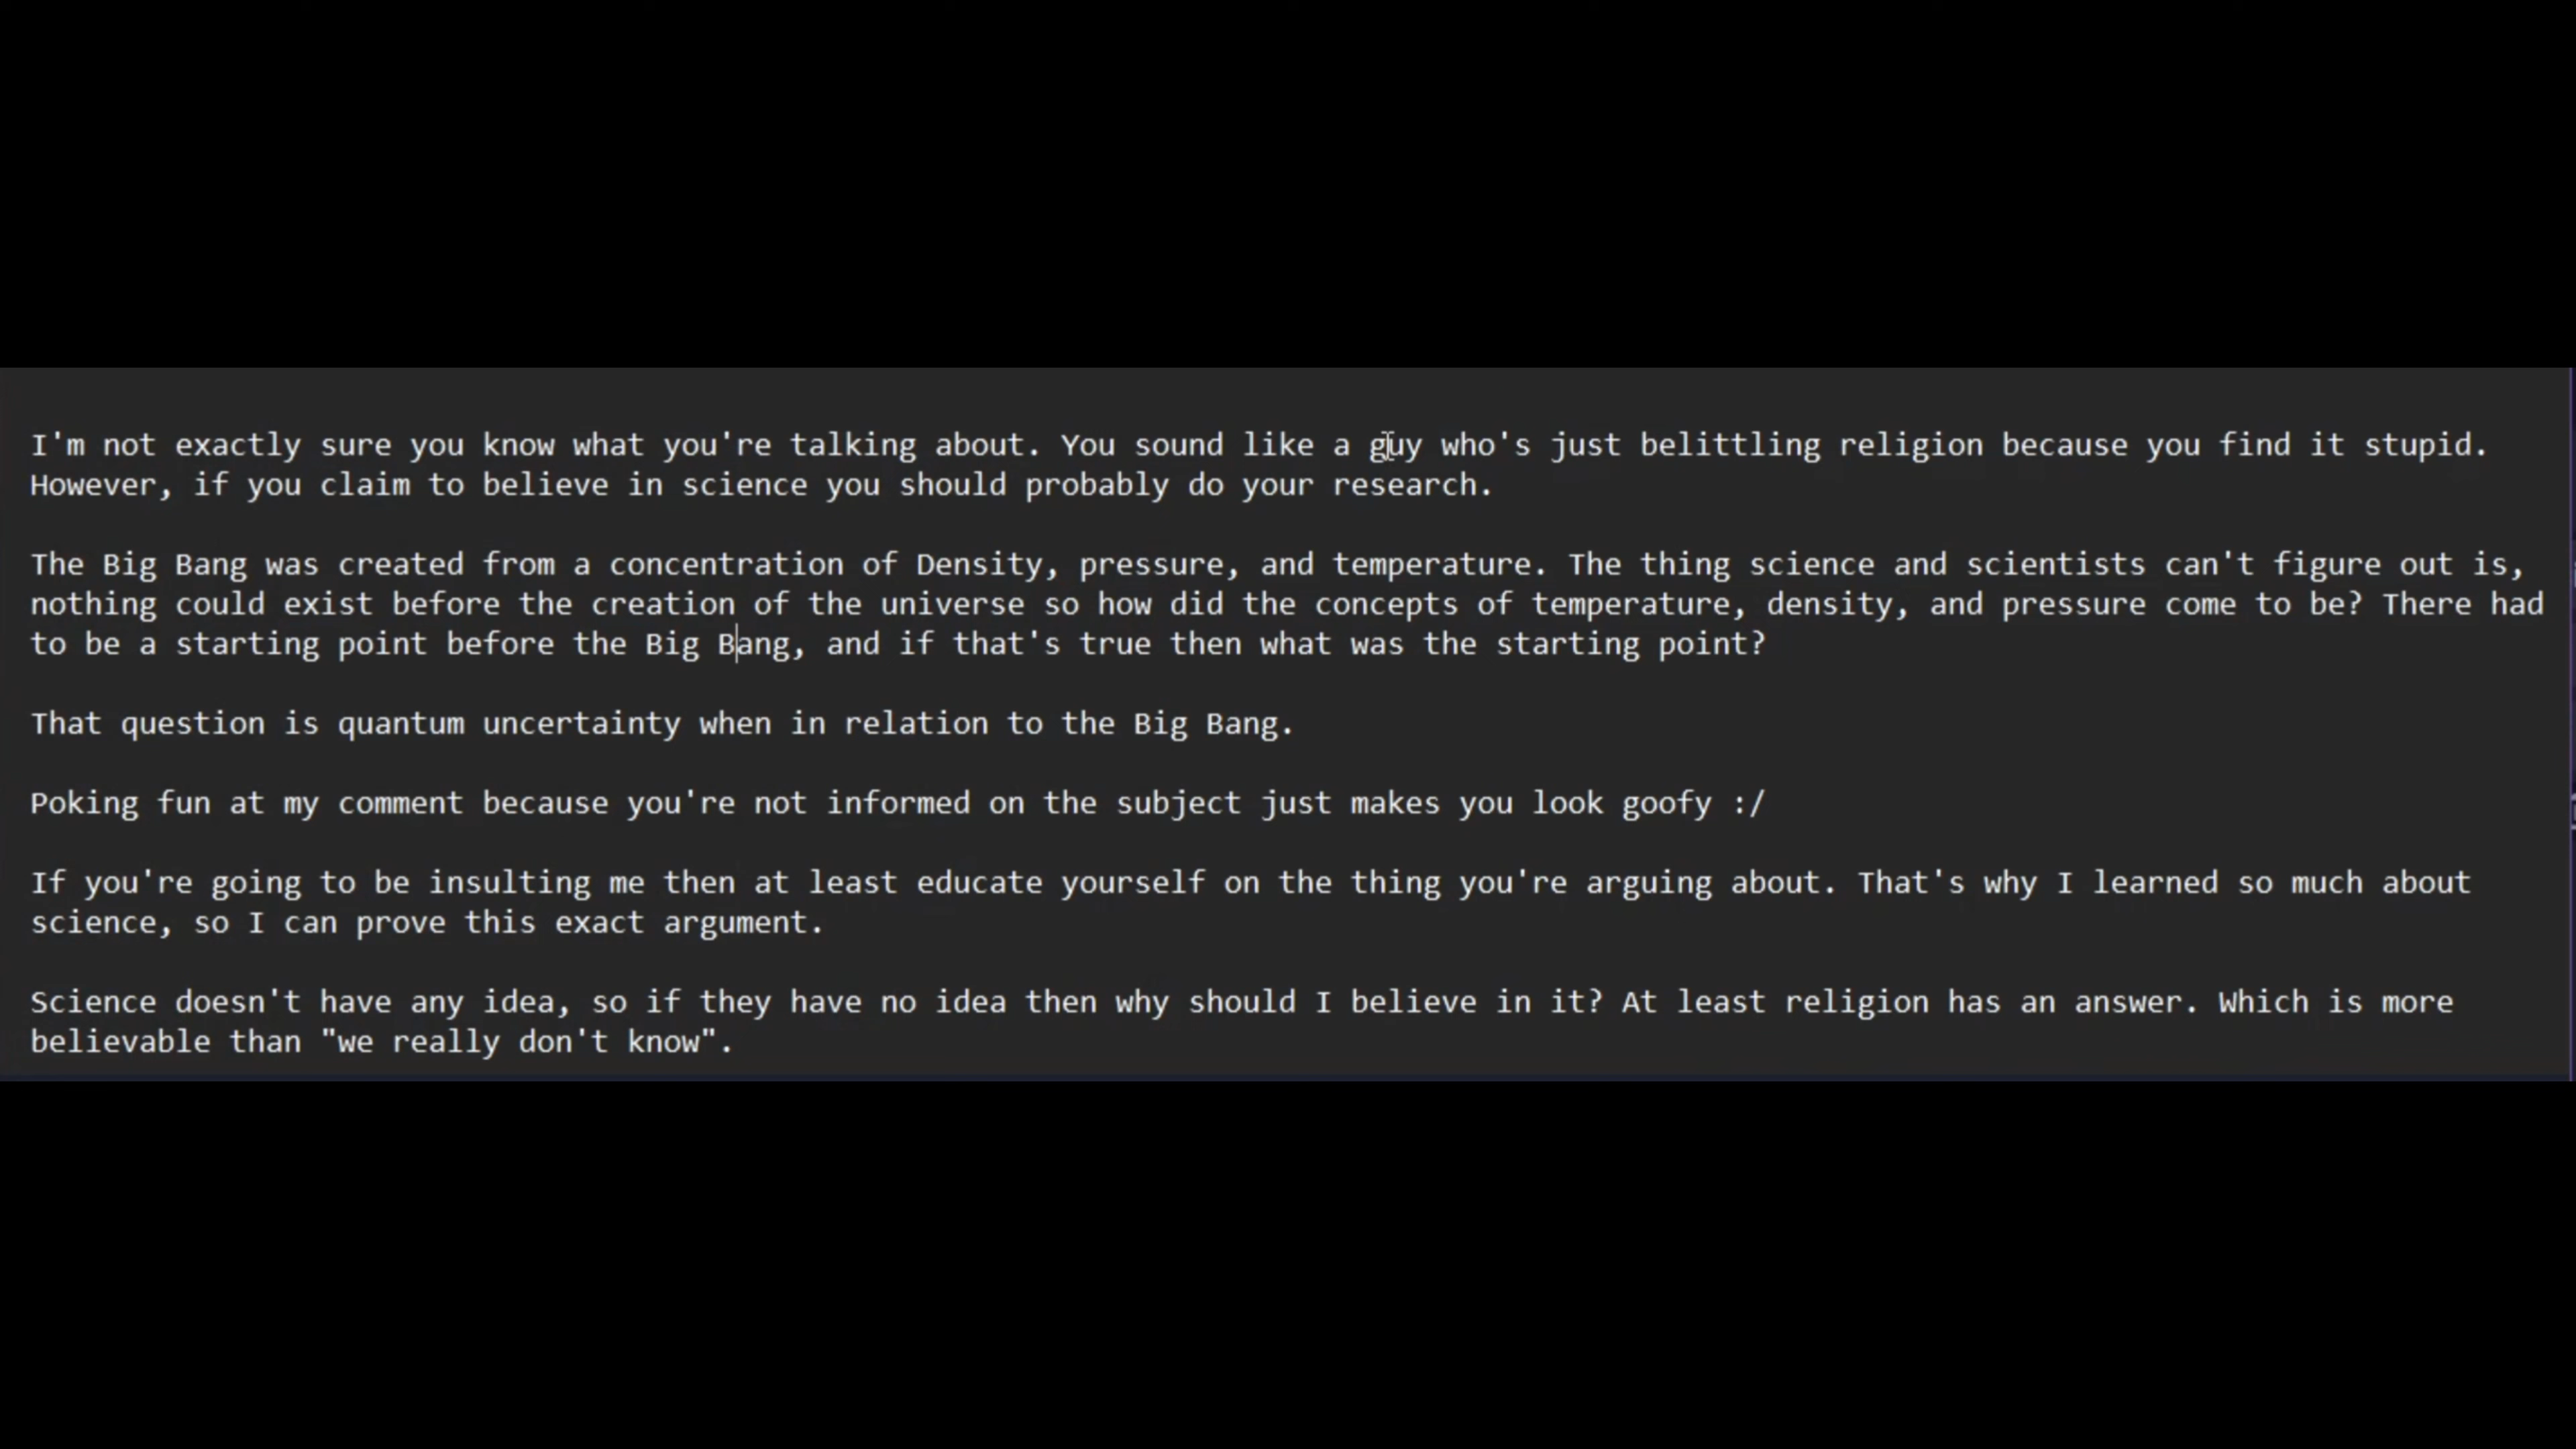 I'm not exactly sure you know what you're talking about. You sound like a guy who's just belittling religion because you find it stupid.
However, if you claim to believe in science you should probably do your research.
The Big Bang was created from a concentration of Density, pressure, and temperature. The thing science and scientists can't figure out is,
nothing could exist before the creation of the universe so how did the concepts of temperature, density, and pressure come to be? There had
to be a starting point before the Big Bang, and if that's true then what was the starting point?
That question is quantum uncertainty when in relation to the Big Bang.
Poking fun at my comment because you're not informed on the subject just makes you look goofy :/
If you're going to be insulting me then at least educate yourself on the thing you're arguing about. That's why I learned so much about
science, so I can prove this exact argument.
Science doesn't have any idea, so if they have no idea then why should I believe in it? At least religion has an answer. Which is more
believable than "we really don't know".